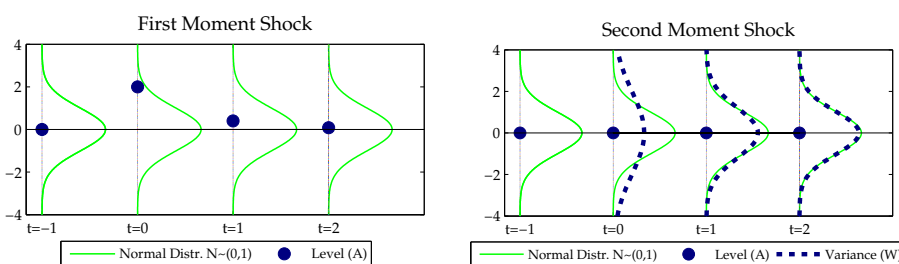 First Moment Shock
4
2
0
−2
−4
t=−1 t=0 t=1 t=2
Normal Distr. N~(0,1) Level (A)
Second Moment Shock
4
2
0
−2
−4
t=−1 t=0 t=1 t=2
Normal Distr. N~(0,1) Level (A) Variance (W)